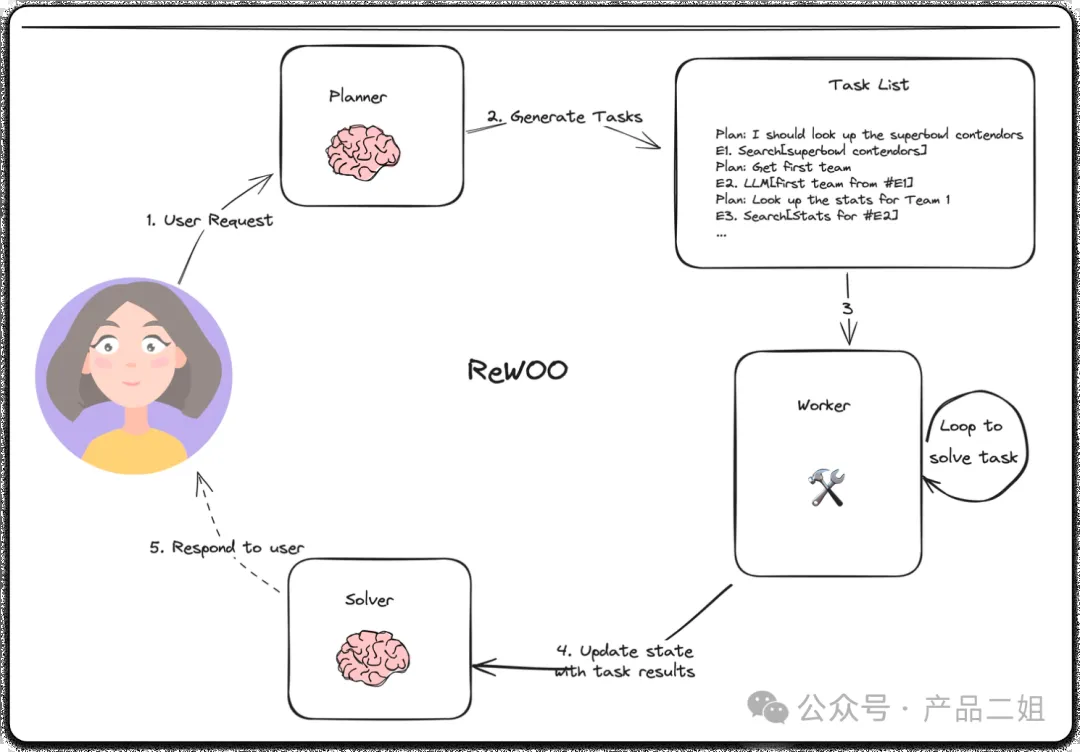 Planner
2. Generate Tasks
Task List
Plan: I should look up the superbowl contendors
E1. Search[superbowl contendors]
Plan: Get first team
E2. LLM[first team from #E1]
Plan: Look up the stats for Team 1
E3. Search[Stats for #E2]
...
1. User Request
3
ReWOO
Worker
Loop to
solve task
5. Respond to user
Solver
4. Update state
with task results
公众号 · 产品二姐